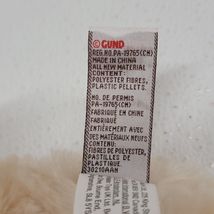 ©GUND
REG.NO.PA-19765(CN)
MADE IN CHINA
ALL NEW MATERIAL
CONTENT:
POLYESTER FIBRES,
PLASTIC PELLETS.
NO DE PERMIS
PA-19765(CN)
FABRIQUÉ EN CHINE
FABRIQUÉ
ENTIÈREMENT AVEC
DES MATÉRIAUX NEUFS
CONTENU:
FIBRES DE POLYESTER,
PASTILLES DE
PLASTIQUE.
30210AAN